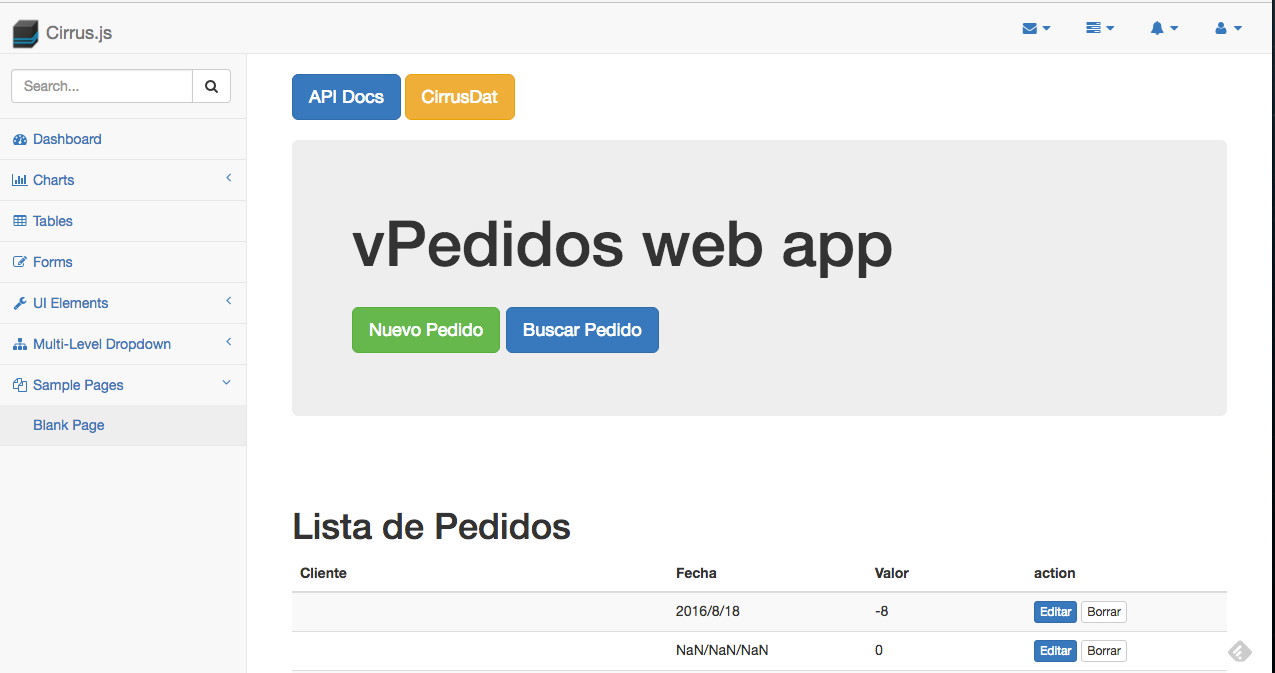 Cirrus.js
Search...
Dashboard
Charts
Tables
Forms
UI Elements
Multi-Level Dropdown
Sample Pages
Blank Page
API Docs CirrusDat
vPedidos web app
Nuevo Pedido Buscar Pedido
Lista de Pedidos
Cliente Fecha Valor action
2016/8/18 -8 Editar Borrar
NaN/NaN/NaN 0 Editar Borrar